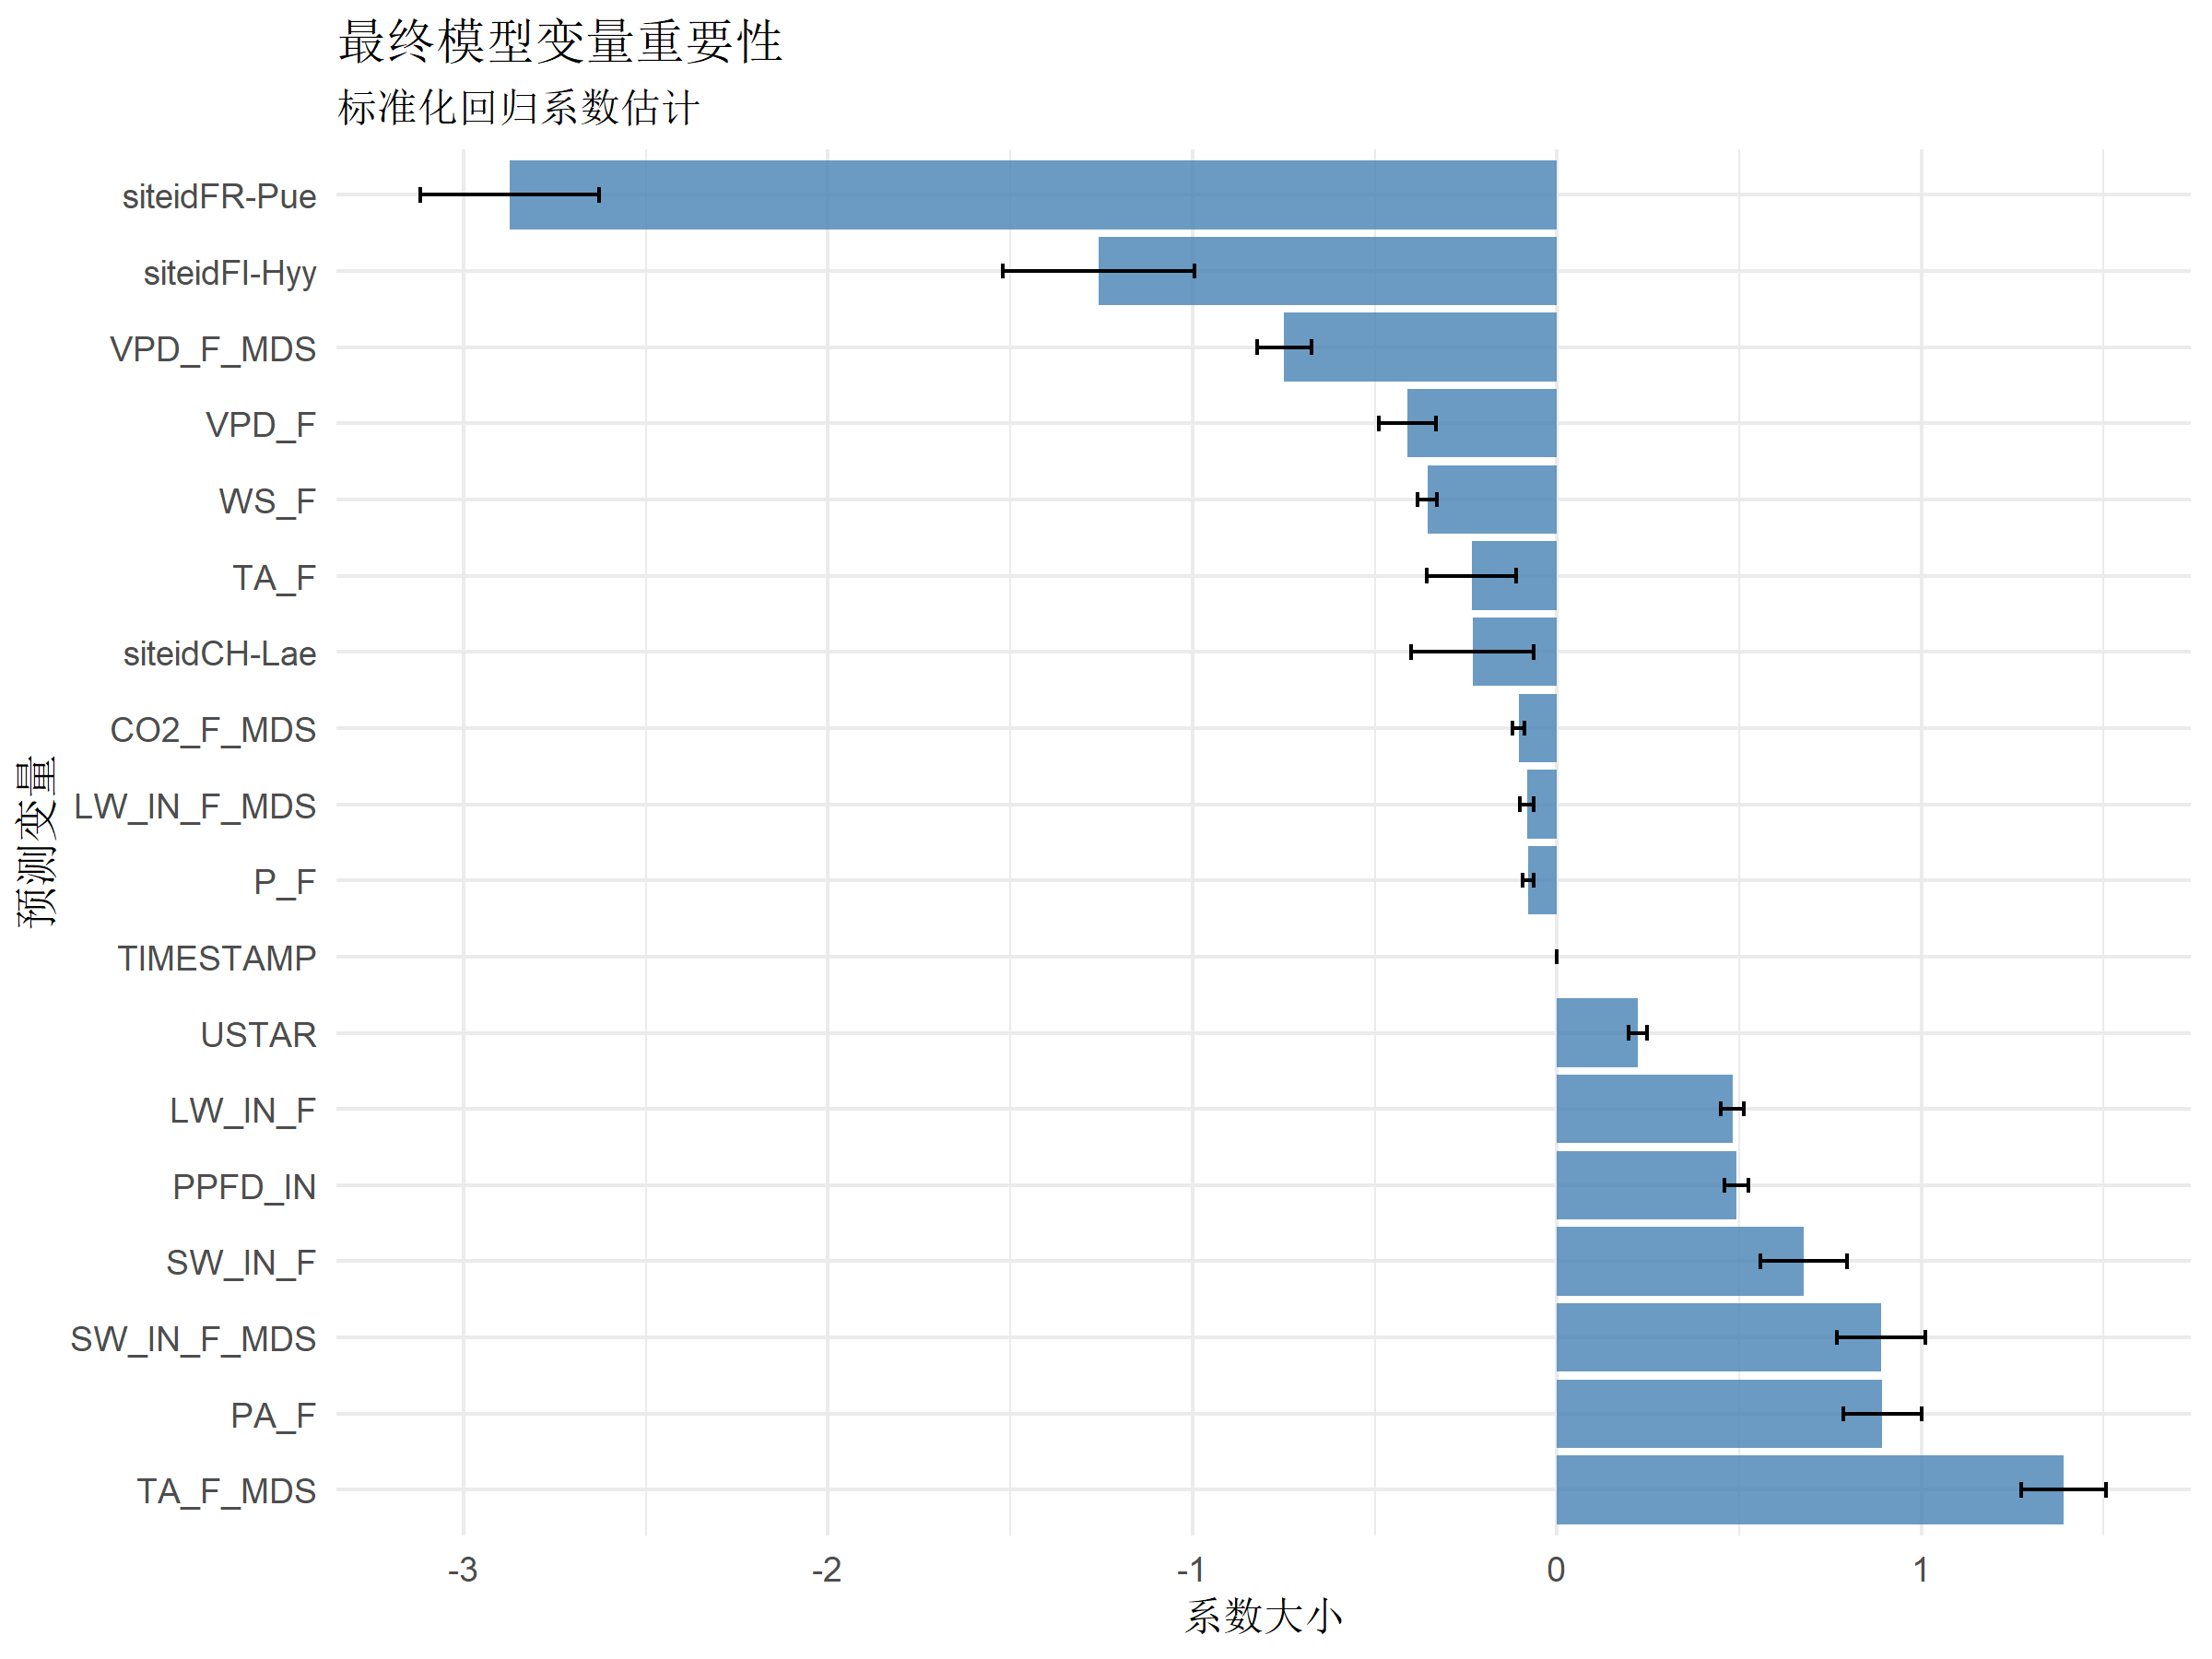 最终模型变量重要性
标准化回归系数估计
预测变量
siteidFR-Pue
siteidFI-Hyy
VPD_F_MDS
VPD_F
WS_F
TA_F
siteidCH-Lae
CO2_F_MDS
LW_IN_F_MDS
P_F
TIMESTAMP
USTAR
LW_IN_F
PPFD_IN
SW_IN_F
SW_IN_F_MDS
PA_F
TA_F_MDS
-3 -2 -1 0 1
系数大小